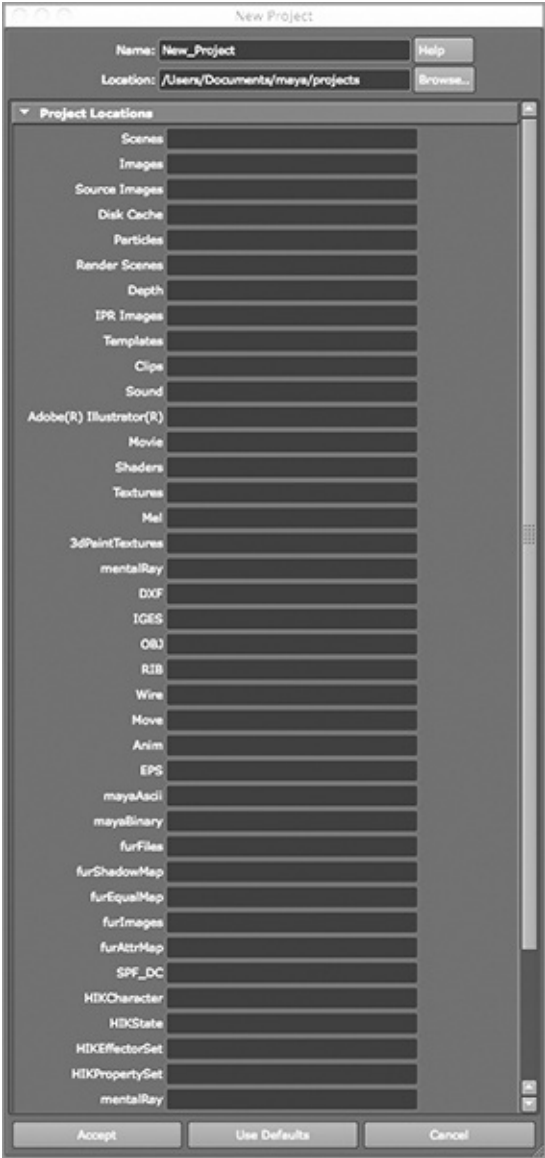 New Project
Name: New_Project Help
Location: /Users/Documents/maya/projects Browse...
Project Locations
Scenes
Images
Source Images
Disk Cache
Particles
Render Scenes
Depth
IPR Images
Templates
Clips
Sound
Adobe(R) Illustrator(R)
Movie
Shaders
Textures
Mel
3dPaintTextures
mentalRay
DXF
IGES
OBJ
RIB
Wire
Move
Anim
EPS
mayaAscii
mayaBinary
furFiles
furShadowMap
furEqualMap
furImages
furAttrMap
SPF_DC
HIKCharacter
HIKState
HIKEffectorSet
HIKPropertySet
mentalRay
Accept Use Defaults Cancel